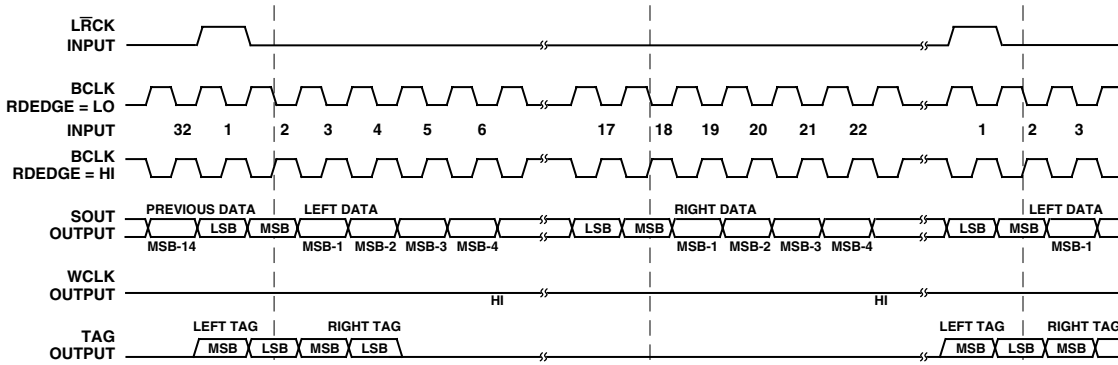 LRCK
INPUT
BCLK
RDEDGE = LO
INPUT 32 1 2 3 4 5 6 17 18 19 20 21 22 1 2 3
BCLK
RDEDGE = HI
SOUT
OUTPUT
PREVIOUS DATA LEFT DATA RIGHT DATA LEFT DATA
LSB MSB LSB MSB LSB MSB
MSB-14 MSB-1 MSB-2 MSB-3 MSB-4 MSB-1 MSB-2 MSB-3 MSB-4 MSB-1
WCLK
OUTPUT
HI HI
TAG
OUTPUT
LEFT TAG RIGHT TAG LEFT TAG RIGHT TAG
MSB LSB MSB LSB MSB LSB MSB